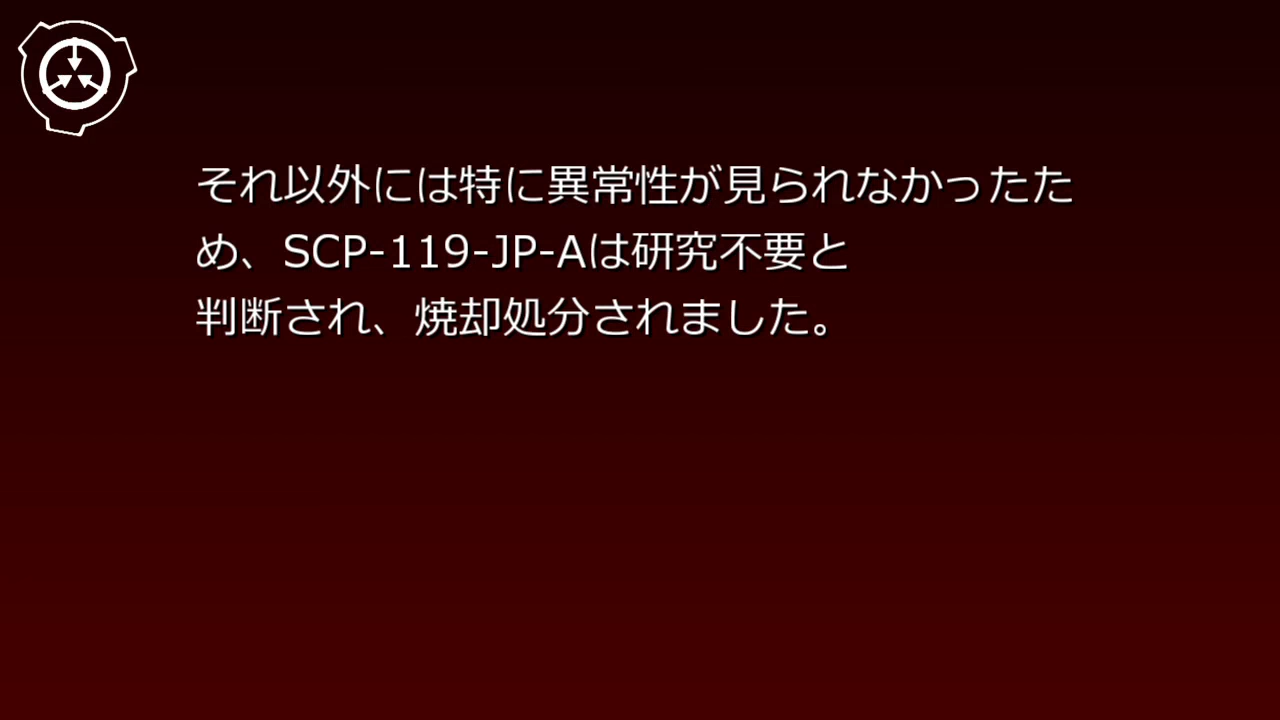 それ以外には特に異常性が見られなかったた
め、SCP-119-JP-Aは研究不要と
判断され、焼却処分されました。